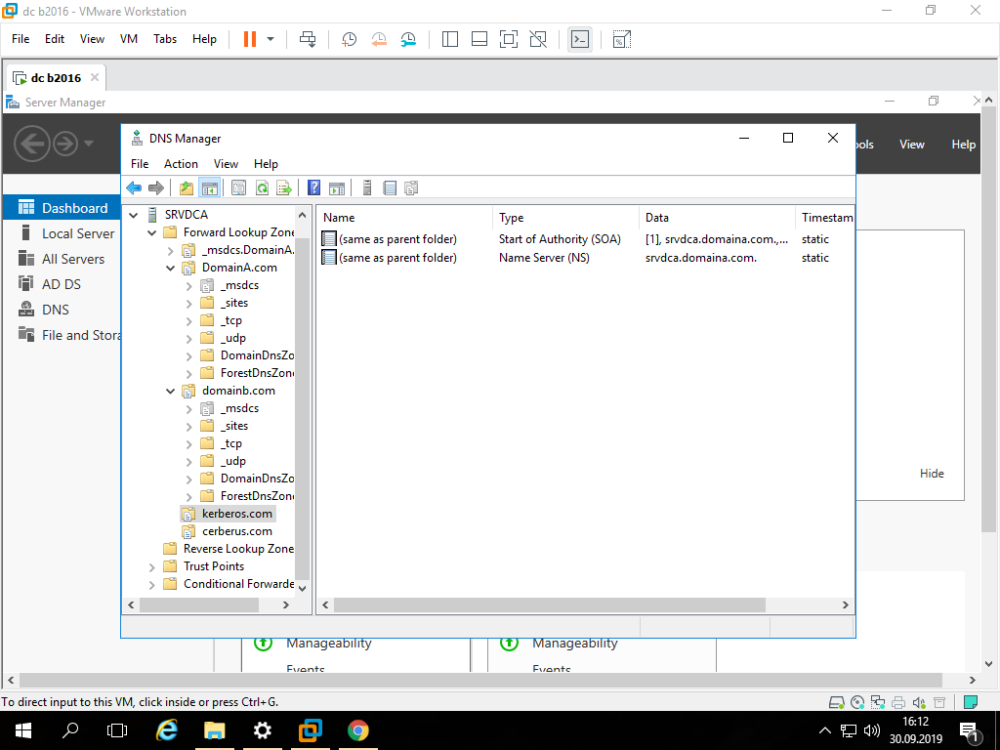 dc b2016 - VMware Workstation
File Edit View VM Tabs Help
dc b2016
Server Manager
ols View Help
Dashboard
Local Server
All Servers
AD DS
DNS
File and Stora
Hide
DNS Manager
File Action View Help
SRVDCA
Forward Lookup Zone
_msdcs.DomainA.
DomainA.com
_msdcs
_sites
_tcp
_udp
DomainDnsZo
ForestDnsZon
domainb.com
_msdcs
_sites
_tcp
_udp
DomainDnsZo
ForestDnsZon
kerberos.com
cerberus.com
Reverse Lookup Zone
Trust Points
Conditional Forwarde
Name Type Data Timestam
(same as parent folder) Start of Authority (SOA) [1], srvdca.domaina.com.,... static
(same as parent folder) Name Server (NS) srvdca.domaina.com. static
Manageability Manageability
Events Events
To direct input to this VM, click inside or press Ctrl+G.
16:12
30.09.2019
1